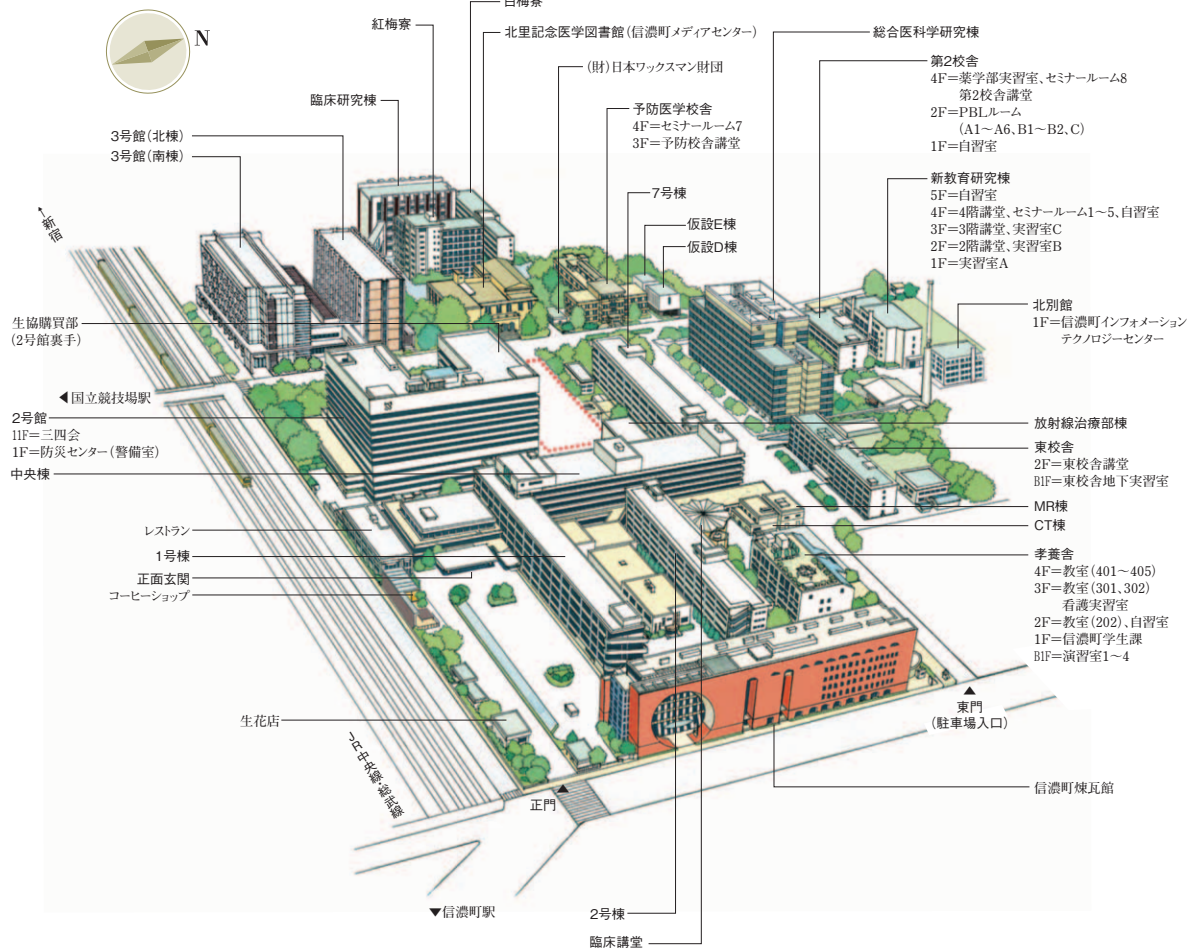 N
白梅寮
紅梅寮
北里記念医学図書館(信濃町メディアセンター)
(財)日本ワックスマン財団
臨床研究棟
3号館(北棟)
3号館(南棟)
予防医学校舎
4F=セミナールーム7
3F=予防校舎講堂
7号棟
仮設E棟
仮設D棟
総合医科学研究棟
第2校舎
4F=薬学部実習室、セミナールーム8
第2校舎講堂
2F=PBLルーム
(A1〜A6、B1〜B2、C)
1F=自習室
新教育研究棟
5F=自習室
4F=4階講堂、セミナールーム1〜5、自習室
3F=3階講堂、実習室C
2F=2階講堂、実習室B
1F=実習室A
北別館
1F=信濃町インフォメーション
テクノロジーセンター
←新宿
生協購買部
(2号館裏手)
◀国立競技場駅
2号館
11F=三四会
1F=防災センター(警備室)
中央棟
レストラン
1号棟
正面玄関
コーヒーショップ
生花店
JR中央線・総武線
放射線治療部棟
東校舎
2F=東校舎講堂
B1F=東校舎地下実習室
MR棟
CT棟
孝養舎
4F=教室(401〜405)
3F=教室(301、302)
看護実習室
2F=教室(202)、自習室
1F=信濃町学生課
B1F=演習室1〜4
▲
東門
(駐車場入口)
信濃町煉瓦館
▲
正門
▼信濃町駅
2号棟
臨床講堂